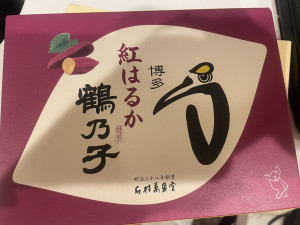 博多
紅はるか
鶴乃子
明治三十八年創業
石村萬盛堂